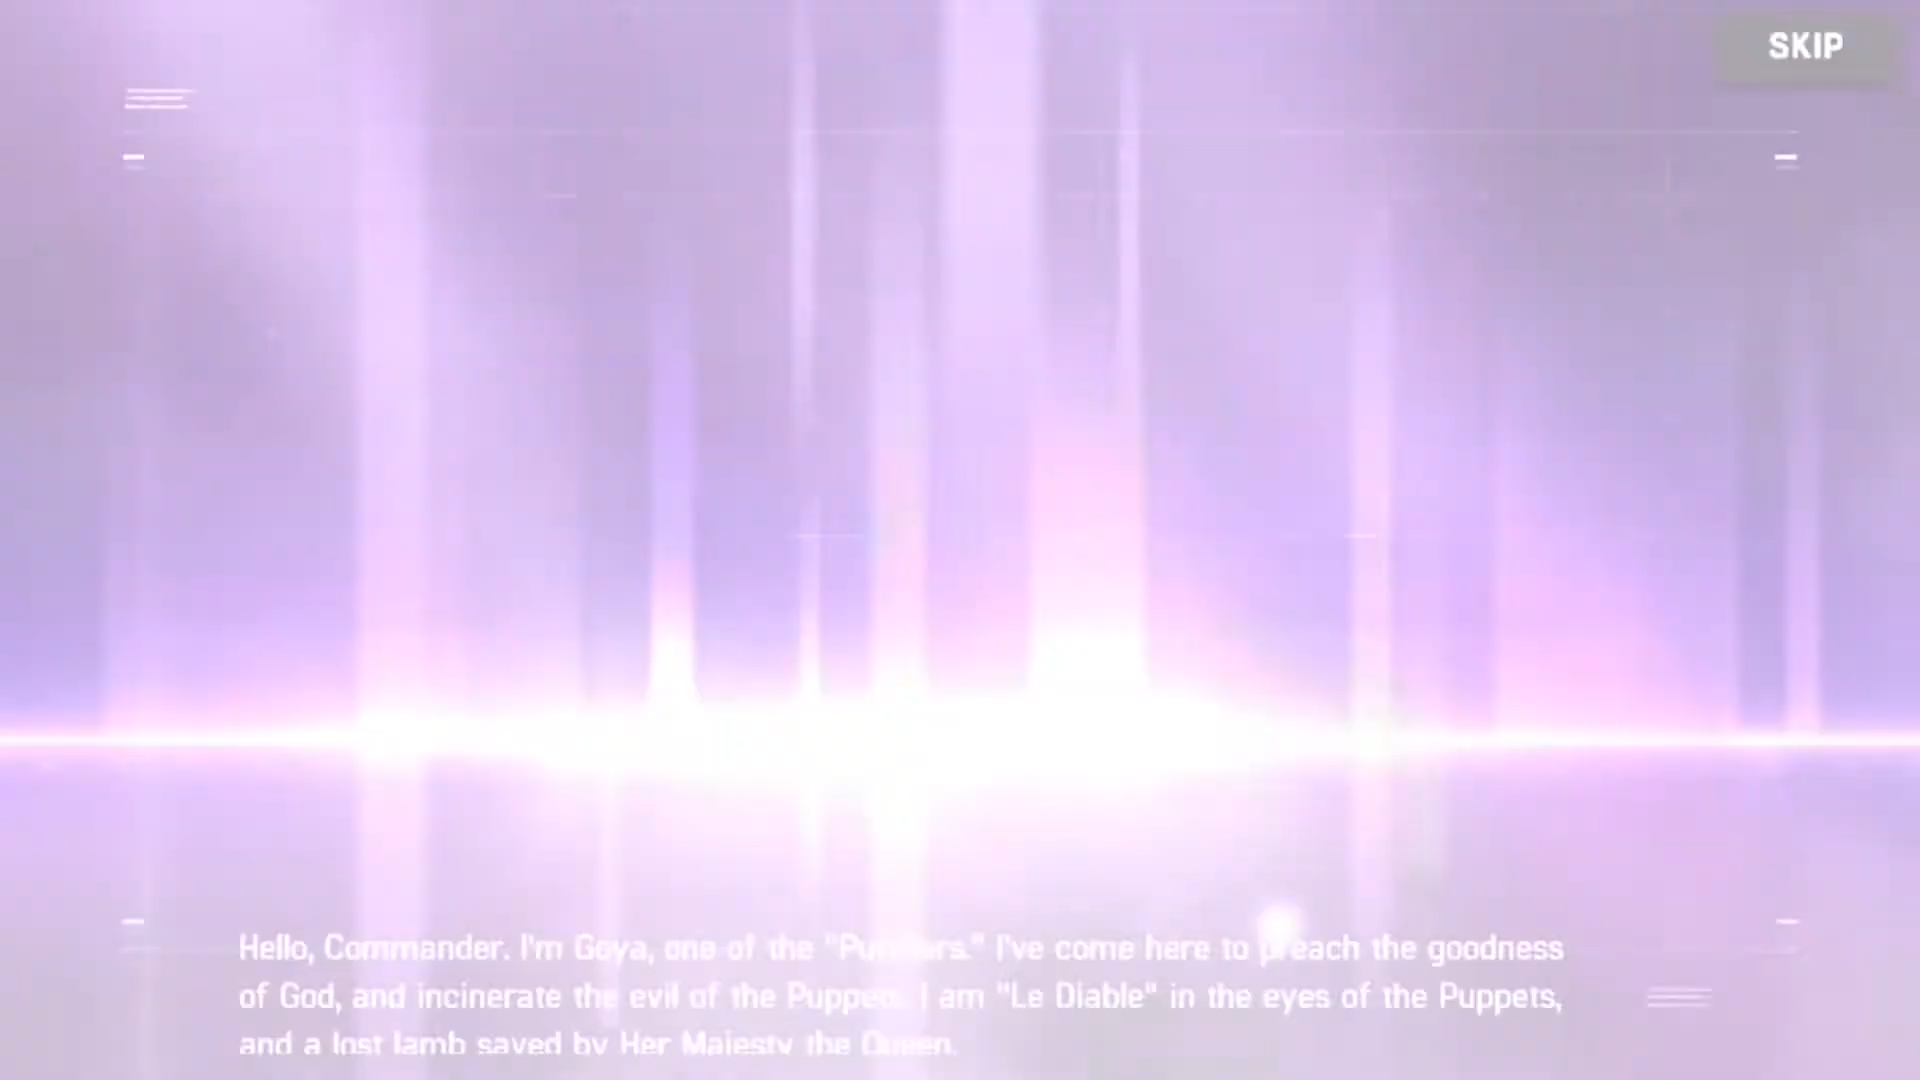 SKIP
Hello, Commander. I'm Goya, one of the I've come here to preach the goodness
of God, and incinerate the evil of the I am "Le Diable" in the eyes of the Puppets,
and a lost lamb saved by Her Majesty the Queen.